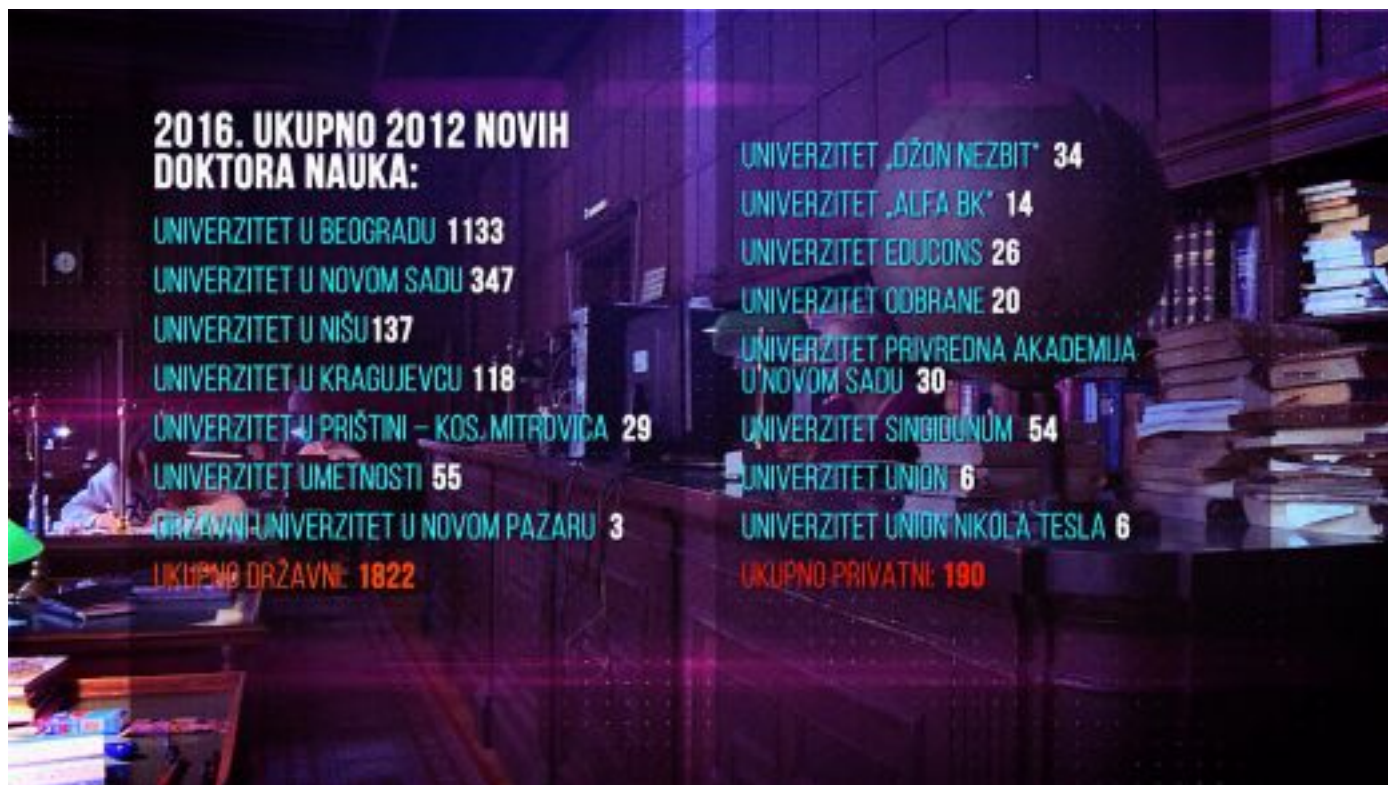 2016. UKUPNO 2012 NOVIH
DOKTORA NAUKA:
UNIVERZITET U BEOGRADU 1133
UNIVERZITET U NOVOM SADU 347
UNIVERZITET U NIŠU 137
UNIVERZITET U KRAGUJEVCU 118
UNIVERZITET U PRIŠTINI – KOS. MITROVICA 29
UNIVERZITET UMETNOSTI 55
DRŽAVNI UNIVERZITET U NOVOM PAZARU 3
UKUPNO DRŽAVNI: 1822
UNIVERZITET „DŽON NEZBIT“ 34
UNIVERZITET „ALFA BK“ 14
UNIVERZITET EDUCONS 26
UNIVERZITET ODBRANE 20
UNIVERZITET PRIVREDNA AKADEMIJA
U NOVOM SADU 30
UNIVERZITET SINGIDUNUM 54
UNIVERZITET UNION 6
UNIVERZITET UNION NIKOLA TESLA 6
UKUPNO PRIVATNI: 190